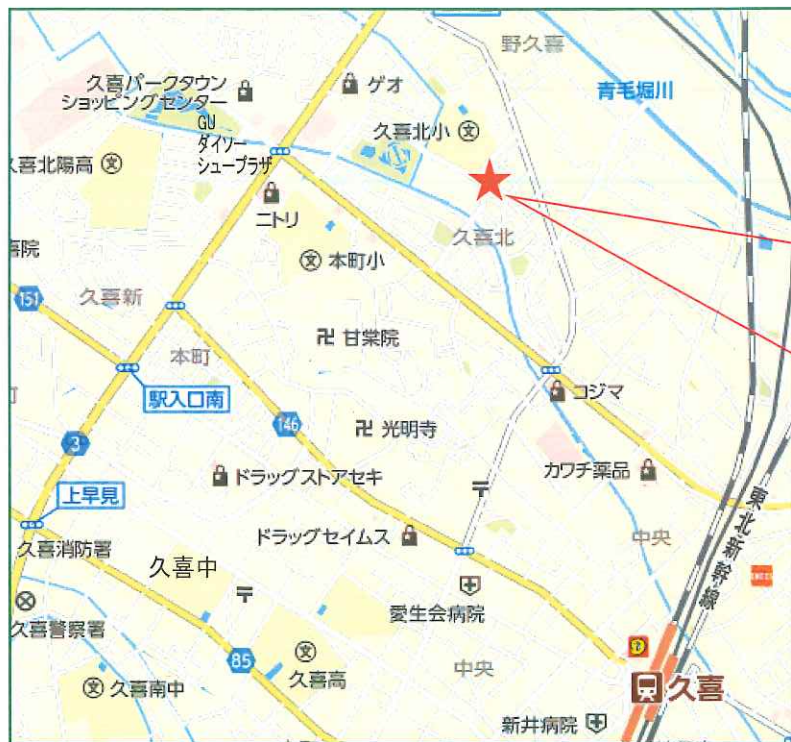 野久喜
久喜パークタウン
ショッピングセンター
GU
ダイソー
シュープラザ
ゲオ
青毛堀川
久喜北小
文
久喜北陽高
文
ニトリ
久喜北
喜院
文
本町小
151
久喜新
甘棠院
本町
駅入口南
コジマ
146
光明寺
3
カワチ薬品
ドラッグストアセキ
上早見
東北新幹線
久喜消防署
ドラッグセイムス
中央
久喜中
愛生会病院
久喜警察署
文
久喜高
85
中央
文
久喜南中
久喜
新井病院